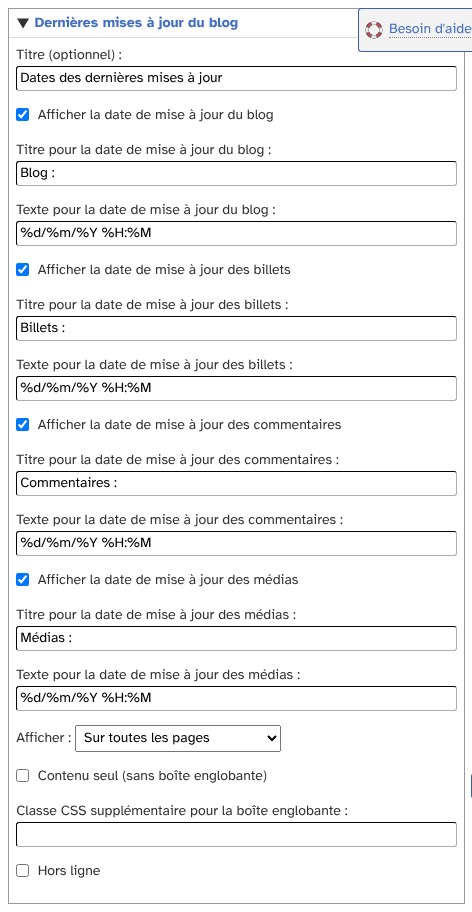 Dernières mises à jour du blog
Besoin d'aide
Titre (optionnel) :
Dates des dernières mises à jour
Afficher la date de mise à jour du blog
Titre pour la date de mise à jour du blog :
Blog :
Texte pour la date de mise à jour du blog :
%d/%m/%Y %H:%M
Afficher la date de mise à jour des billets
Titre pour la date de mise à jour des billets :
Billets :
Texte pour la date de mise à jour des billets :
%d/%m/%Y %H:%M
Afficher la date de mise à jour des commentaires
Titre pour la date de mise à jour des commentaires :
Commentaires :
Texte pour la date de mise à jour des commentaires :
%d/%m/%Y %H:%M
Afficher la date de mise à jour des médias
Titre pour la date de mise à jour des médias :
Médias :
Texte pour la date de mise à jour des médias :
%d/%m/%Y %H:%M
Afficher : Sur toutes les pages
Contenu seul (sans boîte englobante)
Classe CSS supplémentaire pour la boîte englobante :
Hors ligne